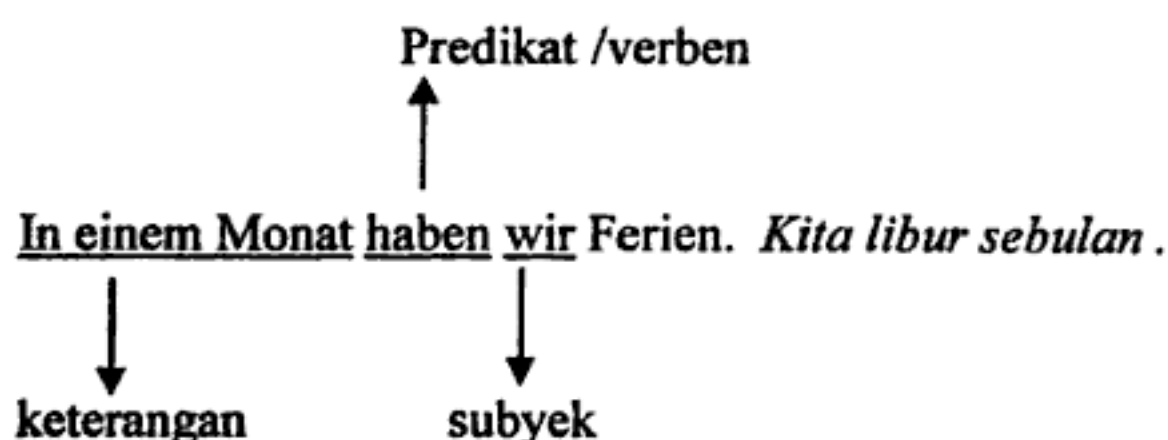 Predikat /verben
In einem Monat haben wir Ferien. Kita libur sebulan .
keterangan subyek